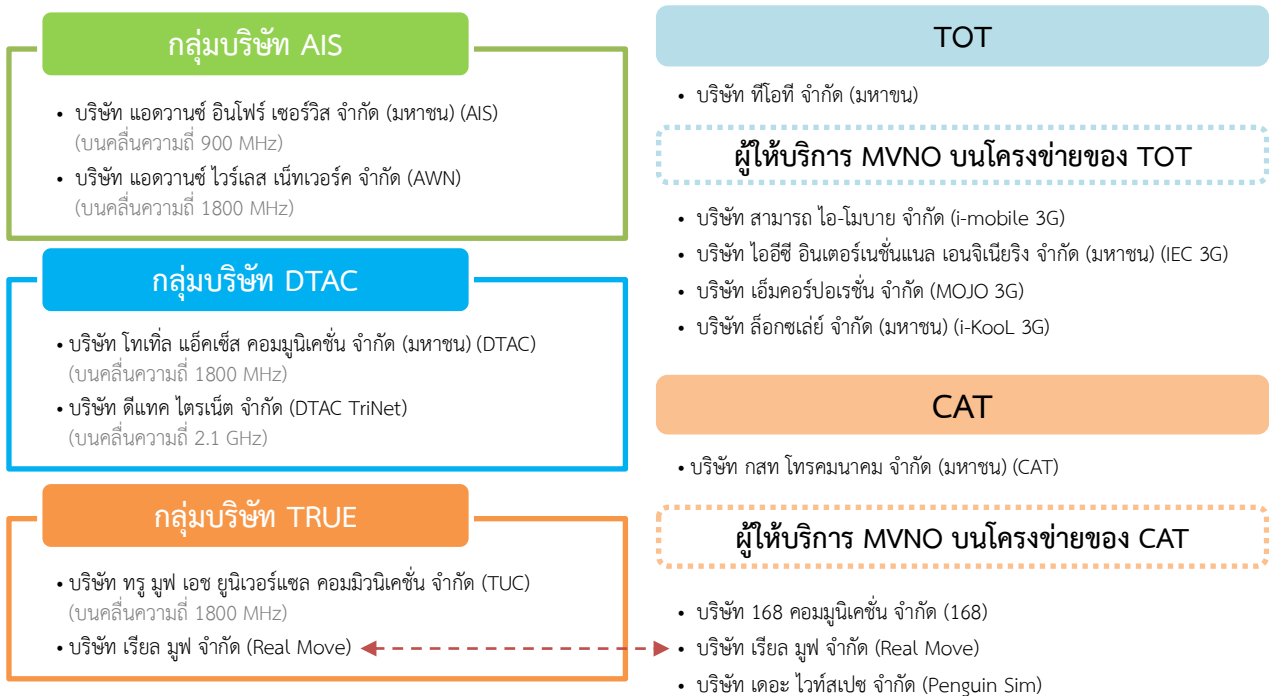 กลุ่มบริษัท AIS
• บริษัท แอดวานซ์ อินโฟร์ เซอร์วิส จำกัด (มหาชน) (AIS)
(บนคลื่นความถี่ 900 MHz)
• บริษัท แอดวานซ์ ไวร์เลส เน็ทเวอร์ค จำกัด (AWN)
(บนคลื่นความถี่ 1800 MHz)
กลุ่มบริษัท DTAC
• บริษัท โทเทิ่ล แอ็คเซ็ส คอมมูนิเคชั่น จำกัด (มหาชน) (DTAC)
(บนคลื่นความถี่ 1800 MHz)
• บริษัท ดีแทค ไตรเน็ต จำกัด (DTAC TriNet)
(บนคลื่นความถี่ 2.1 GHz)
กลุ่มบริษัท TRUE
• บริษัท ทรู มูฟ เอช ยูนิเวอร์แซล คอมมิวนิเคชั่น จำกัด (TUC)
(บนคลื่นความถี่ 1800 MHz)
• บริษัท เรียล มูฟ จำกัด (Real Move)
TOT
• บริษัท ทีโอที จำกัด (มหาขน)
ผู้ให้บริการ MVNO บนโครงข่ายของ TOT
• บริษัท สามารถ ไอ-โมบาย จำกัด (i-mobile 3G)
• บริษัท ไออีซี อินเตอร์เนชั่นแนล เอนจิเนียริง จำกัด (มหาชน) (IEC 3G)
• บริษัท เอ็มคอร์ปอเรชั่น จำกัด (MOJO 3G)
• บริษัท ล็อกซเล่ย์ จำกัด (มหาชน) (i-KooL 3G)
CAT
• บริษัท กสท โทรคมนาคม จำกัด (มหาชน) (CAT)
ผู้ให้บริการ MVNO บนโครงข่ายของ CAT
• บริษัท 168 คอมมูนิเคชั่น จำกัด (168)
• บริษัท เรียล มูฟ จำกัด (Real Move)
• บริษัท เดอะ ไวท์สเปซ จำกัด (Penguin Sim)